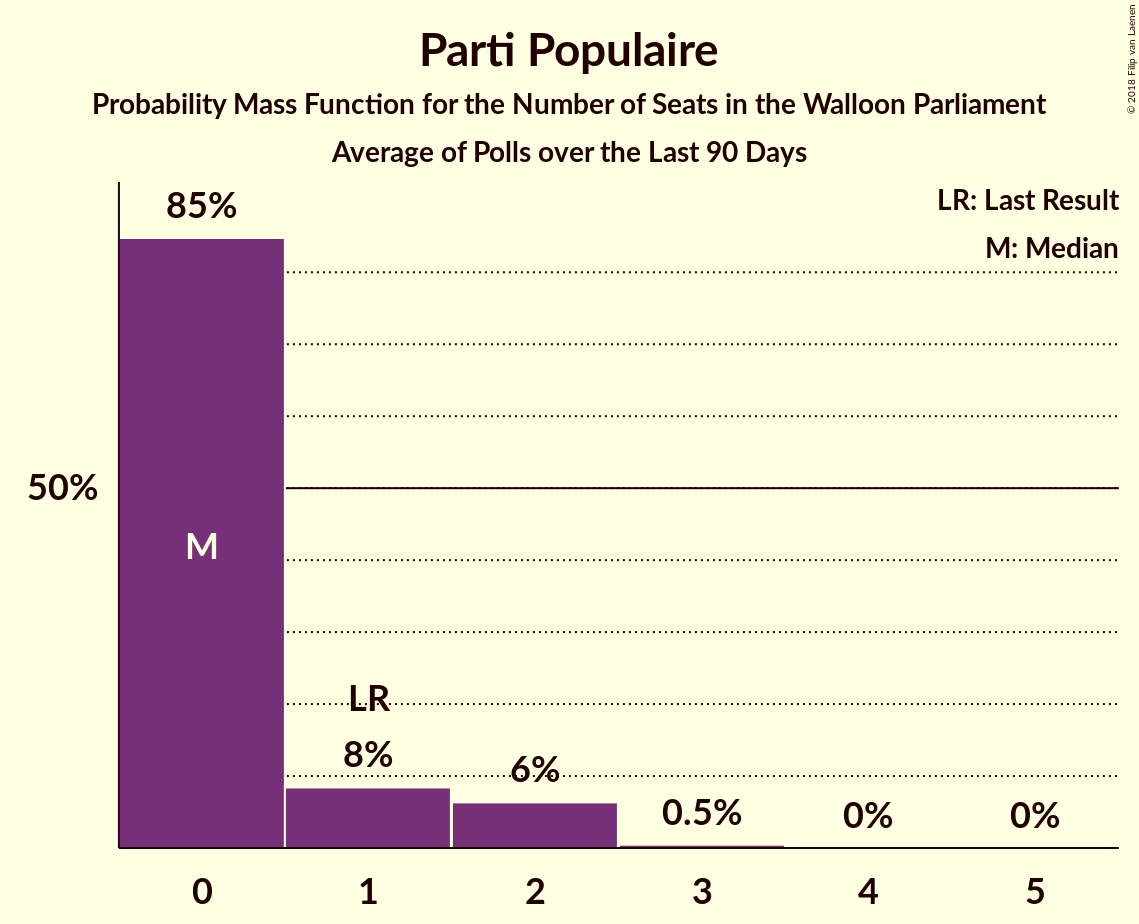 Parti Populaire
Probability Mass Function for the Number of Seats in the Walloon Parliament
Average of Polls over the Last 90 Days
© 2018 Filip van Laenen
LR: Last Result
M: Median
85%
50%
M
LR
8%
6%
0.5%
0%
0%
0 1 2 3 4 5